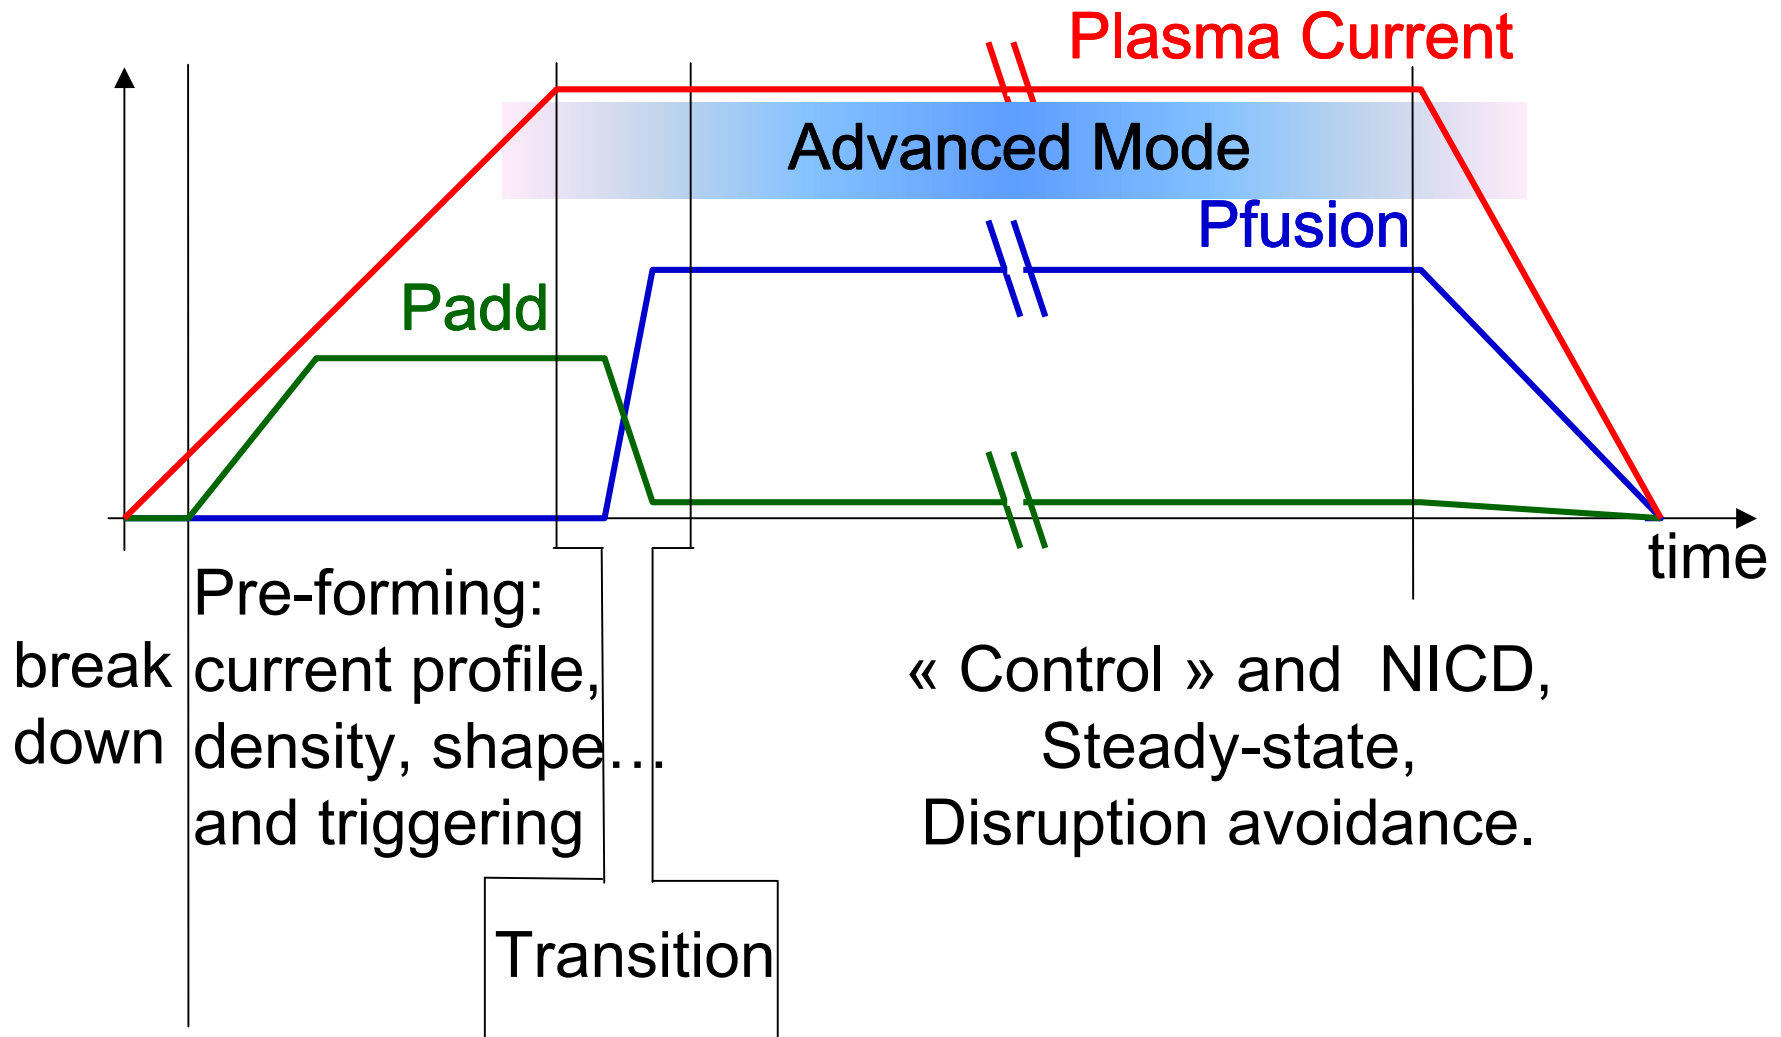 Plasma Current
Advanced Mode
Pfusion
Padd
time
break
down
Pre-forming:
current profile,
density, shape…
and triggering
« Control » and NICD,
Steady-state,
Disruption avoidance.
Transition